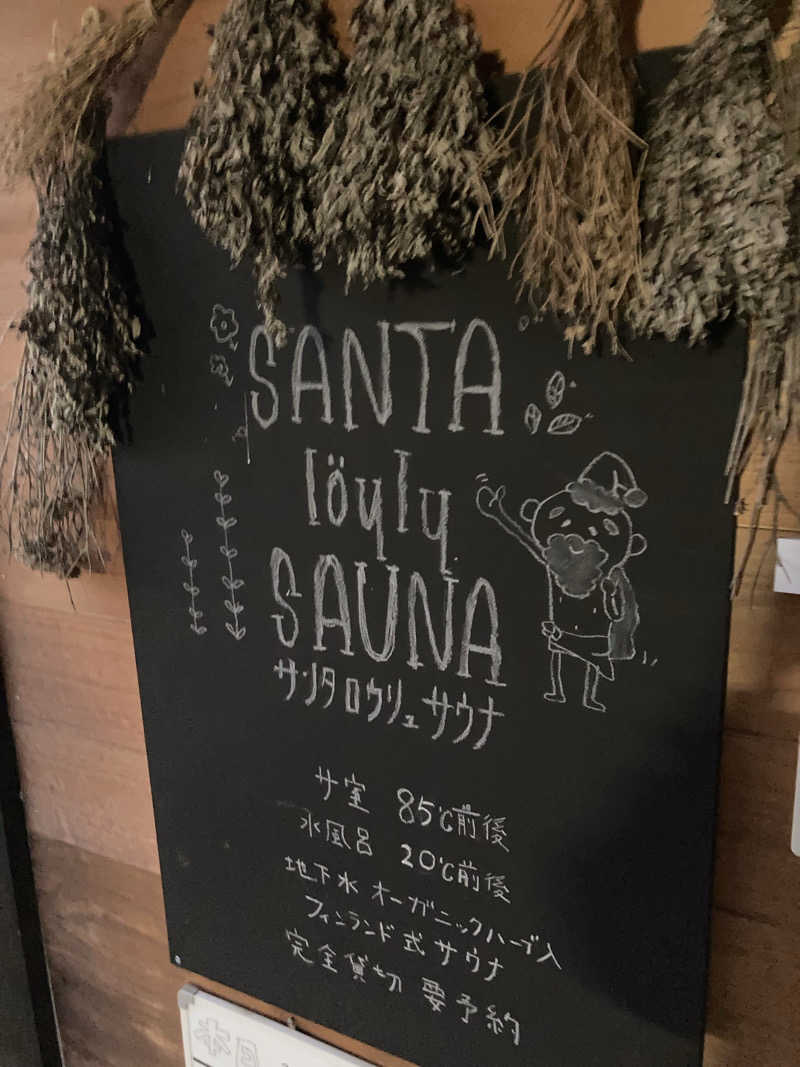 SANTA
löyly
SAUNA
サンタロウリュサウナ
サ室 85℃前後
水風呂 20℃前後
地下水 オーガニックハーブ入
フィンランド式サウナ
完全貸切 要予約
本日